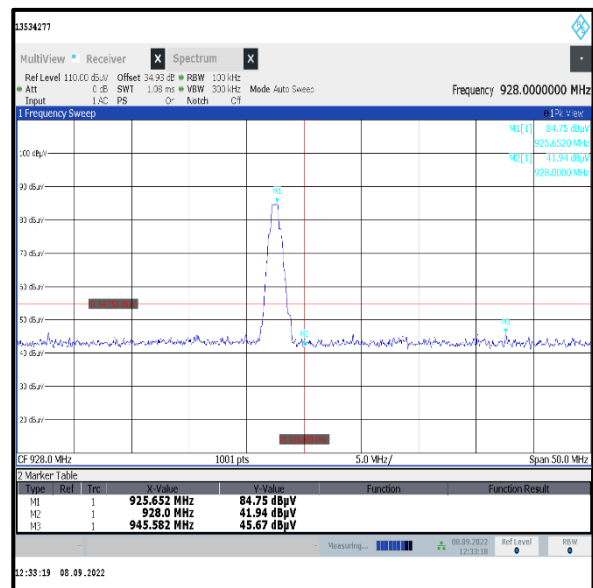 13534277
MultiView Receiver X Spectrum X
Ref Level 110.00 dBµV Offset 34.93 dB RBW 100 kHz
Att 0 dB SWT 1.08 ms VBW 300 kHz Mode Auto Sweep Frequency 928.0000000 MHz
Input 1 AC PS On Notch Off
1 Frequency Sweep 1Pk View
M1[1] 84.75 dBµV
925.6520 MHz
M2[1] 41.94 dBµV
928.0000 MHz
100 dBµV
90 dBµV
M1
80 dBµV
70 dBµV
60 dBµV
50 dBµV
M3
M2
40 dBµV
30 dBµV
20 dBµV
CF 928.0 MHz 1001 pts 5.0 MHz/ Span 50.0 MHz
2 Marker Table
Type Ref Trc X-Value Y-Value Function Function Result
M1 1 925.652 MHz 84.75 dBµV
M2 1 928.0 MHz 41.94 dBµV
M3 1 945.582 MHz 45.67 dBµV
Measuring... 08.09.2022 Ref Level RBW
12:33:18
12:33:19 08.09.2022